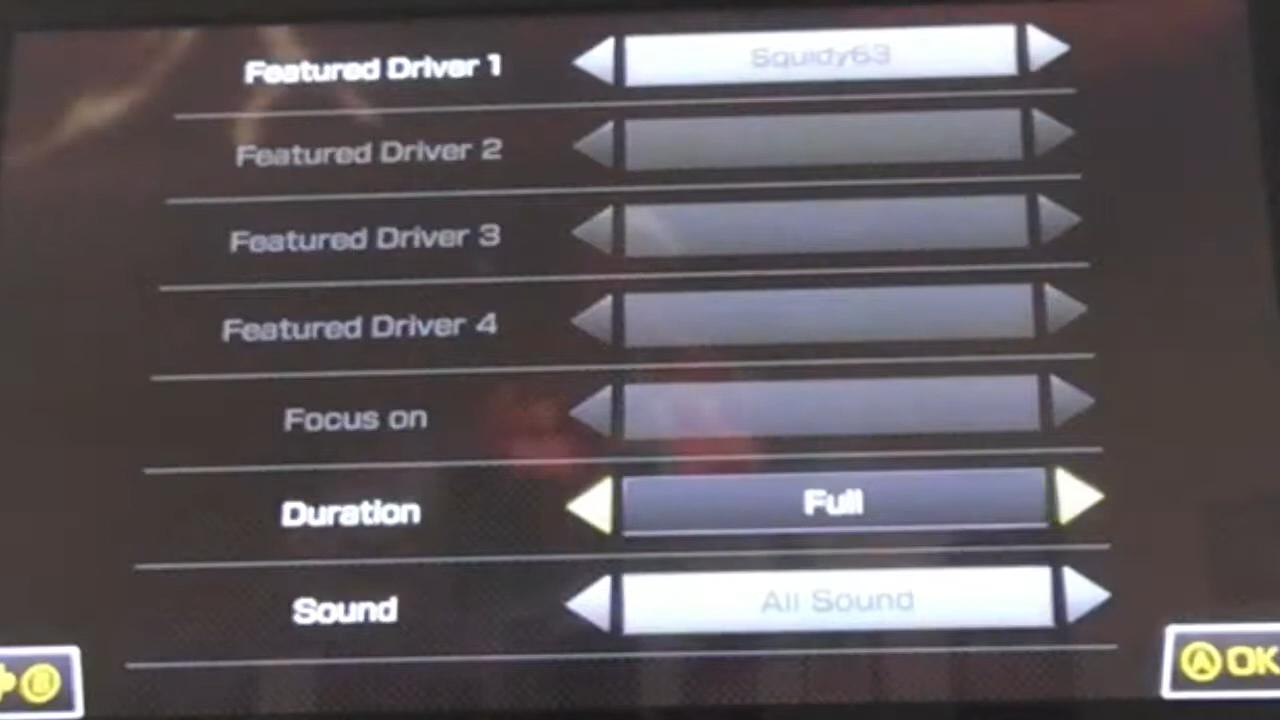 Featured Driver 1 Squidy63
Featured Driver 2
Featured Driver 3
Featured Driver 4
Focus on
Duration Full
Sound All Sound
B
A OK